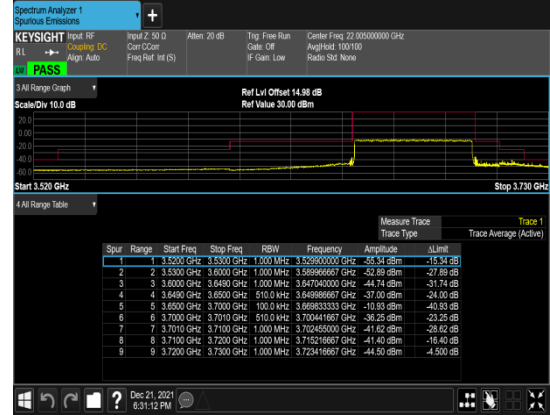 Spectrum Analyzer 1
Spurious Emissions
+
KEYSIGHT Input: RF Input Z: 50 Ω Atten: 20 dB Trig: Free Run Center Freq: 22.005000000 GHz
RL Coupling: DC Corr CCorr Gate: Off Avg|Hold: 100/100
Align: Auto Freq Ref: Int (S) IF Gain: Low Radio Std: None
PASS
3 All Range Graph
Ref Lvl Offset 14.98 dB
Scale/Div 10.0 dB Ref Value 30.00 dBm
20.0
0.00
-20.0
-40.0
-60.0
Start 3.520 GHz Stop 3.730 GHz
4 All Range Table
Measure Trace Trace 1
Trace Type Trace Average (Active)
Spur Range Start Freq Stop Freq RBW Frequency Amplitude ΔLimit
1 1 3.5200 GHz 3.5300 GHz 1.000 MHz 3.529900000 GHz -55.34 dBm -15.34 dB
2 2 3.5300 GHz 3.6000 GHz 1.000 MHz 3.589966667 GHz -52.89 dBm -27.89 dB
3 3 3.6000 GHz 3.6490 GHz 1.000 MHz 3.647040000 GHz -44.74 dBm -31.74 dB
4 4 3.6490 GHz 3.6500 GHz 510.0 kHz 3.649986667 GHz -37.00 dBm -24.00 dB
5 5 3.6500 GHz 3.7000 GHz 100.0 kHz 3.669833333 GHz -10.93 dBm -40.93 dB
6 6 3.7000 GHz 3.7010 GHz 510.0 kHz 3.700441667 GHz -36.25 dBm -23.25 dB
7 7 3.7010 GHz 3.7100 GHz 1.000 MHz 3.702455000 GHz -41.62 dBm -28.62 dB
8 8 3.7100 GHz 3.7200 GHz 1.000 MHz 3.715216667 GHz -41.40 dBm -16.40 dB
9 9 3.7200 GHz 3.7300 GHz 1.000 MHz 3.723416667 GHz -44.50 dBm -4.500 dB
? Dec 21, 2021
6:31:12 PM